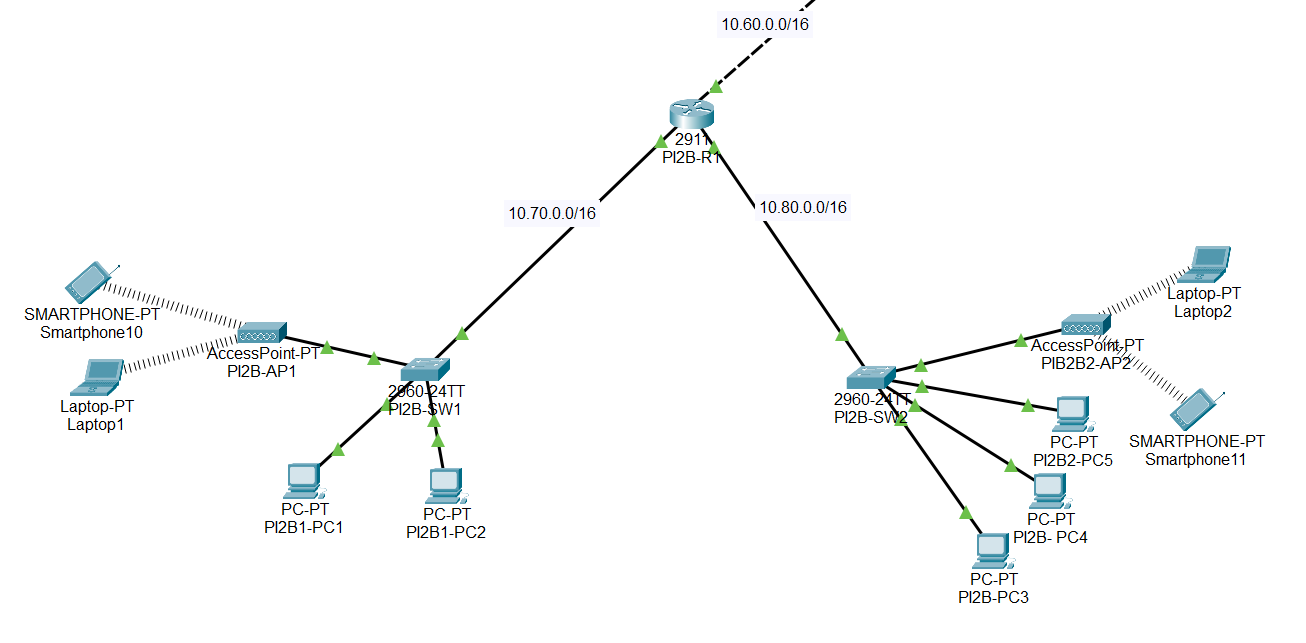 10.60.0.0/16
2911
PI2B-R1
10.70.0.0/16
10.80.0.0/16
SMARTPHONE-PT
Smartphone10
AccessPoint-PT
PI2B-AP1
Laptop-PT
Laptop1
2960-24TT
PI2B-SW1
PC-PT
PI2B1-PC1
PC-PT
PI2B1-PC2
Laptop-PT
Laptop2
AccessPoint-PT
PIB2B2-AP2
2960-24TT
PI2B-SW2
SMARTPHONE-PT
Smartphone11
PC-PT
PI2B2-PC5
PC-PT
PI2B- PC4
PC-PT
PI2B-PC3